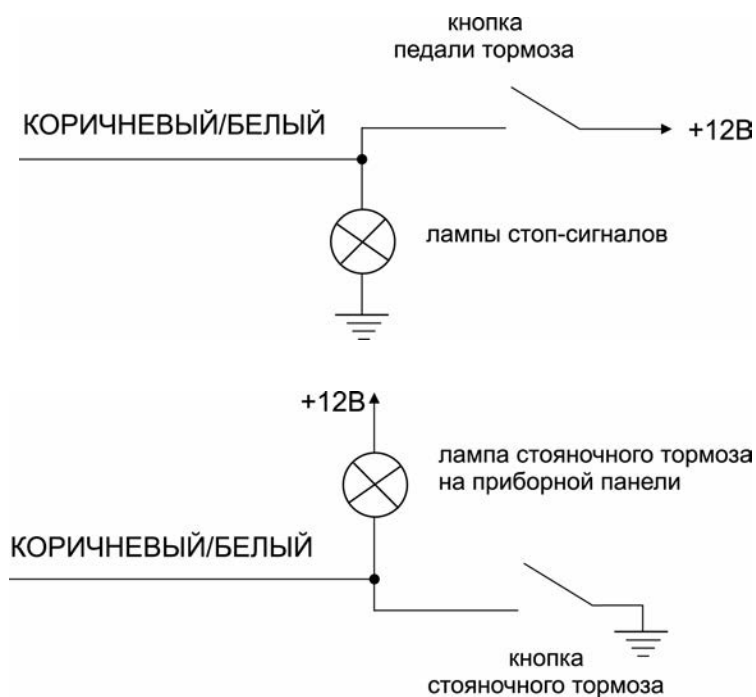 кнопка
педали тормоза
КОРИЧНЕВЫЙ/БЕЛЫЙ
+12В
лампы стоп-сигналов
+12В
лампа стояночного тормоза
на приборной панели
КОРИЧНЕВЫЙ/БЕЛЫЙ
кнопка
стояночного тормоза